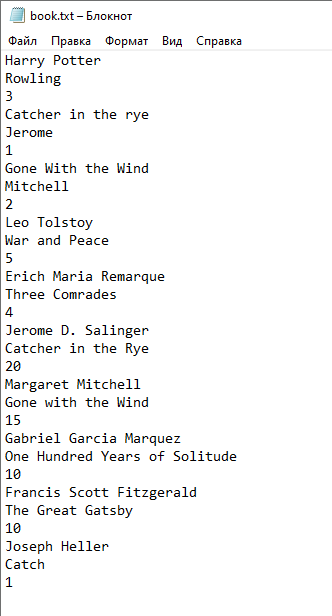 book.txt – Блокнот
Файл Правка Формат Вид Справка
Harry Potter
Rowling
3
Catcher in the rye
Jerome
1
Gone With the Wind
Mitchell
2
Leo Tolstoy
War and Peace
5
Erich Maria Remarque
Three Comrades
4
Jerome D. Salinger
Catcher in the Rye
20
Margaret Mitchell
Gone with the Wind
15
Gabriel Garcia Marquez
One Hundred Years of Solitude
10
Francis Scott Fitzgerald
The Great Gatsby
10
Joseph Heller
Catch
1